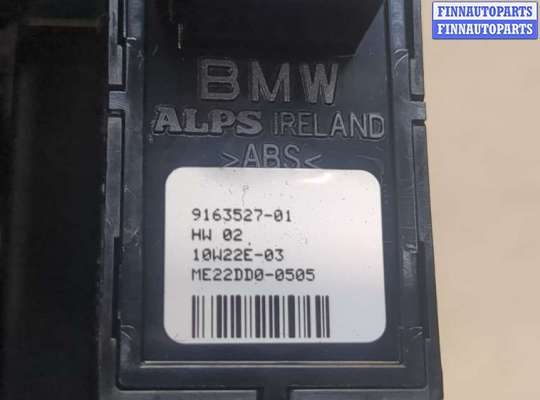 FINNAUTOPARTS
FINNAUTOPARTS
BMW
ALPS IRELAND
>ABS<
9163527-01
HW 02
10W22E-03
ME22DD0-0505